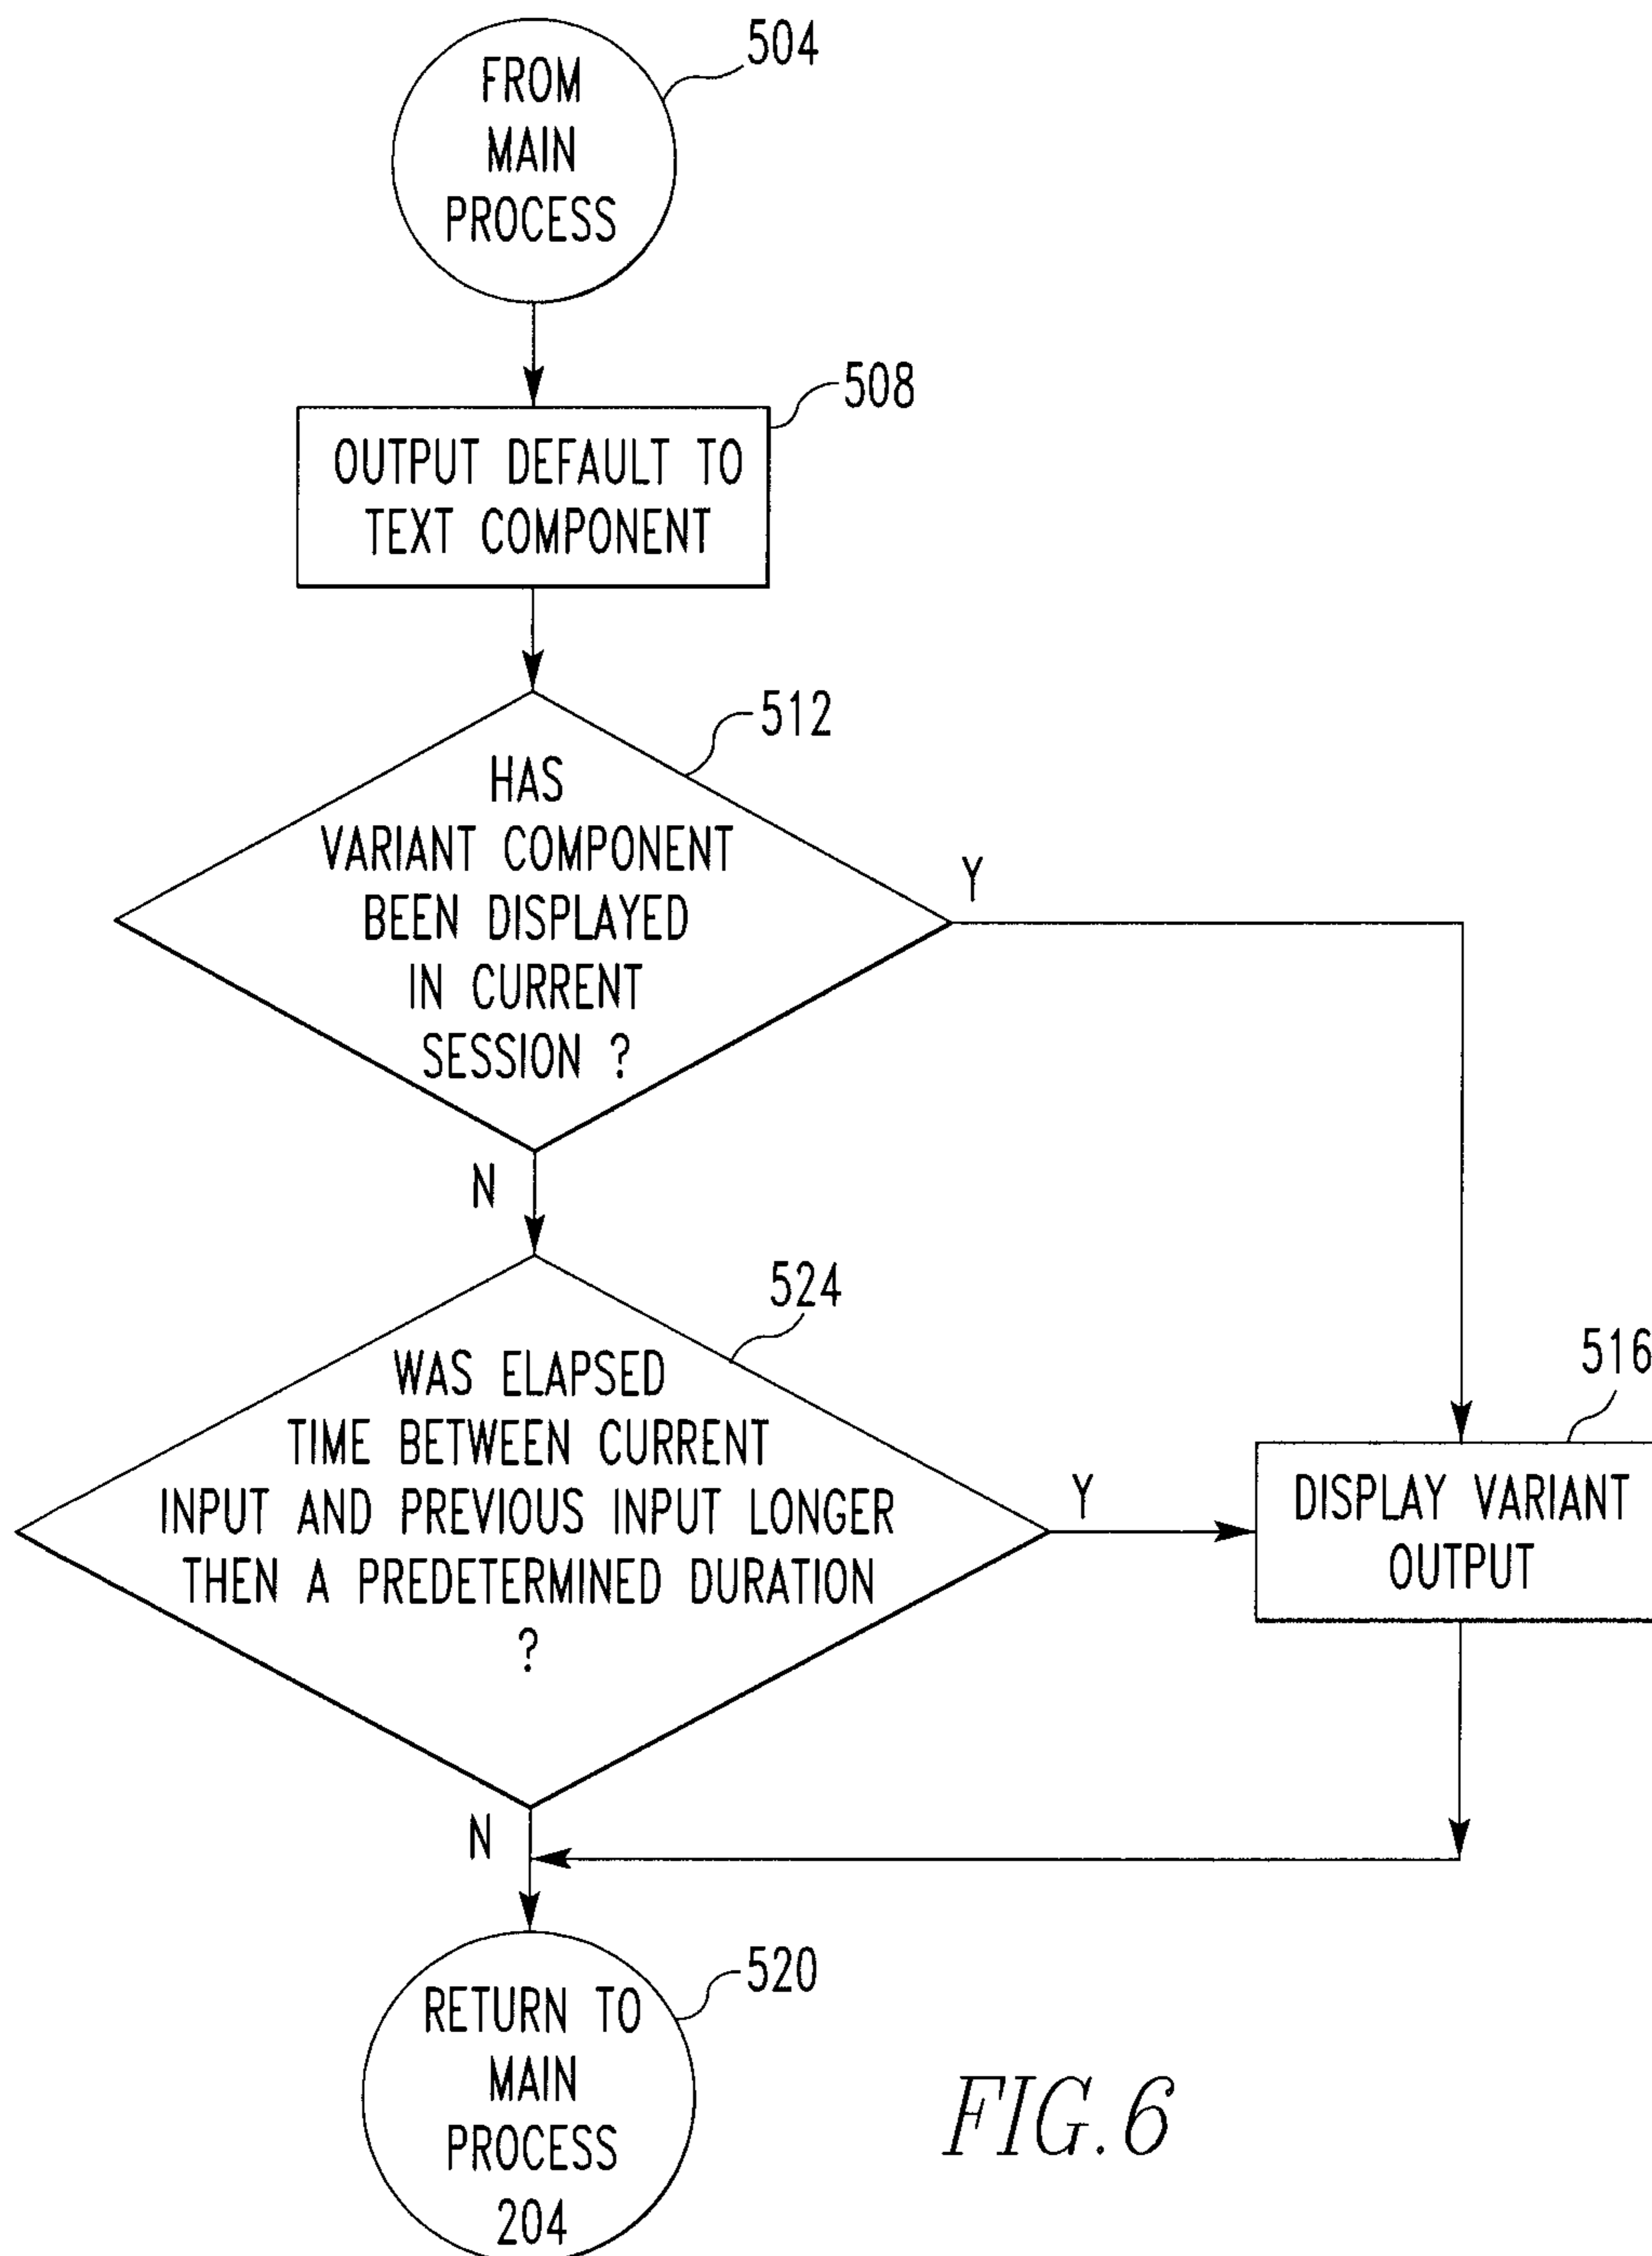 504
FROM
MAIN
PROCESS
508
OUTPUT DEFAULT TO
TEXT COMPONENT
512
HAS
VARIANT COMPONENT
BEEN DISPLAYED
IN CURRENT
SESSION ?
Y
N
524
WAS ELAPSED
TIME BETWEEN CURRENT
INPUT AND PREVIOUS INPUT LONGER
THEN A PREDETERMINED DURATION
?
Y
516
DISPLAY VARIANT
OUTPUT
N
520
RETURN TO
MAIN
PROCESS
204
FIG.6